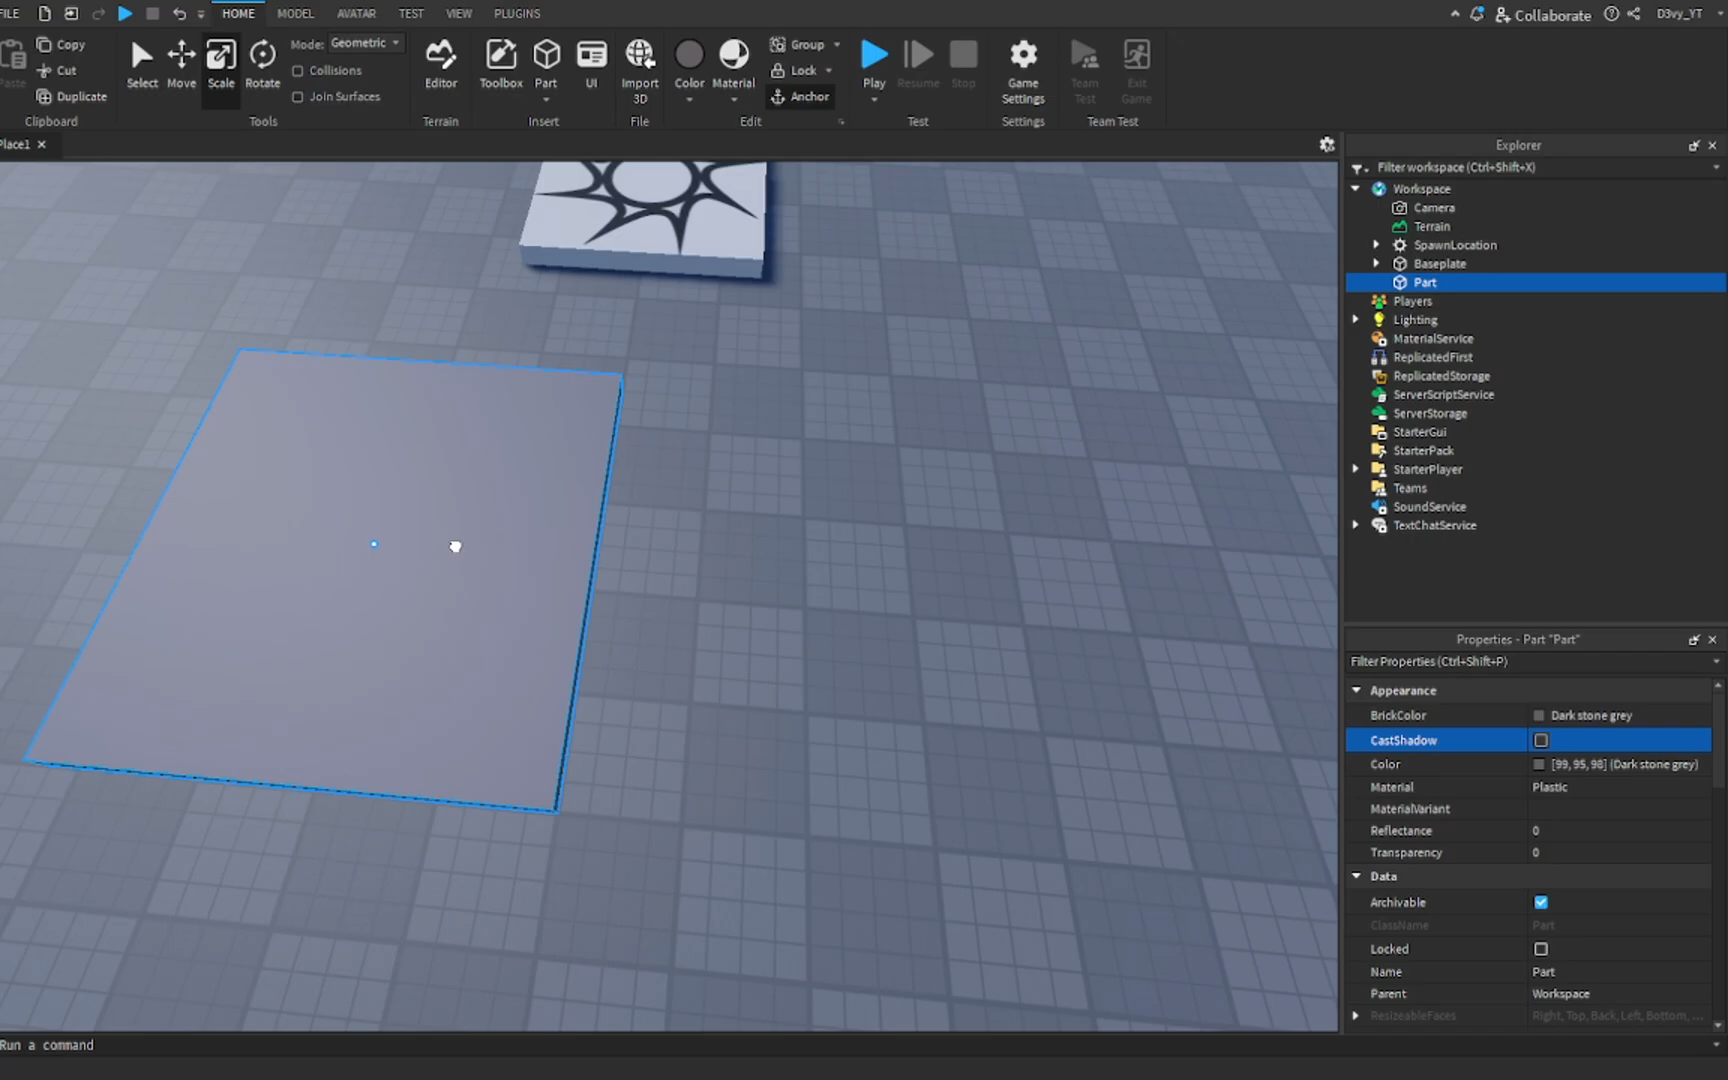 FILE HOME MODEL AVATAR TEST VIEW PLUGINS Collaborate D3vy_YT
Paste Copy Cut Duplicate Clipboard
Select Move Scale Rotate Mode: Geometric Collisions Join Surfaces Tools
Editor Terrain
Toolbox Part UI Insert
Import 3D File
Color Material Group Lock Anchor Edit
Play Resume Stop Test
Game Settings Settings
Team Test Exit Game Team Test
Place1
Explorer
Filter workspace (Ctrl+Shift+X)
Workspace
Camera
Terrain
SpawnLocation
Baseplate
Part
Players
Lighting
MaterialService
ReplicatedFirst
ReplicatedStorage
ServerScriptService
ServerStorage
StarterGui
StarterPack
StarterPlayer
Teams
SoundService
TextChatService
Properties - Part "Part"
Filter Properties (Ctrl+Shift+P)
Appearance
BrickColor Dark stone grey
CastShadow
Color [99, 95, 98] (Dark stone grey)
Material Plastic
MaterialVariant
Reflectance 0
Transparency 0
Data
Archivable
ClassName Part
Locked
Name Part
Parent Workspace
ResizeableFaces Right, Top, Back, Left, Bottom, ...
Run a command